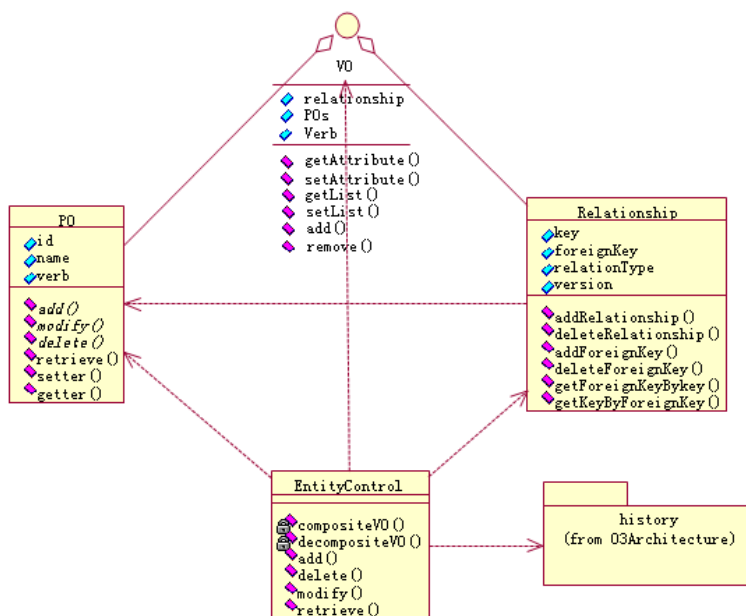 VO
relationship
POs
Verb
getAttribute()
setAttribute()
getList()
setList()
add()
remove()
PO
id
name
verb
add()
modify()
delete()
retrieve()
setter()
getter()
Relationship
key
foreignKey
relationType
version
addRelationship()
deleteRelationship()
addForeignKey()
deleteForeignKey()
getForeignKeyBykey()
getKeyByForeignKey()
EntityControl
compositeVO()
decompositeVO()
add()
delete()
modify()
retrieve()
history
(from O3Architecture)